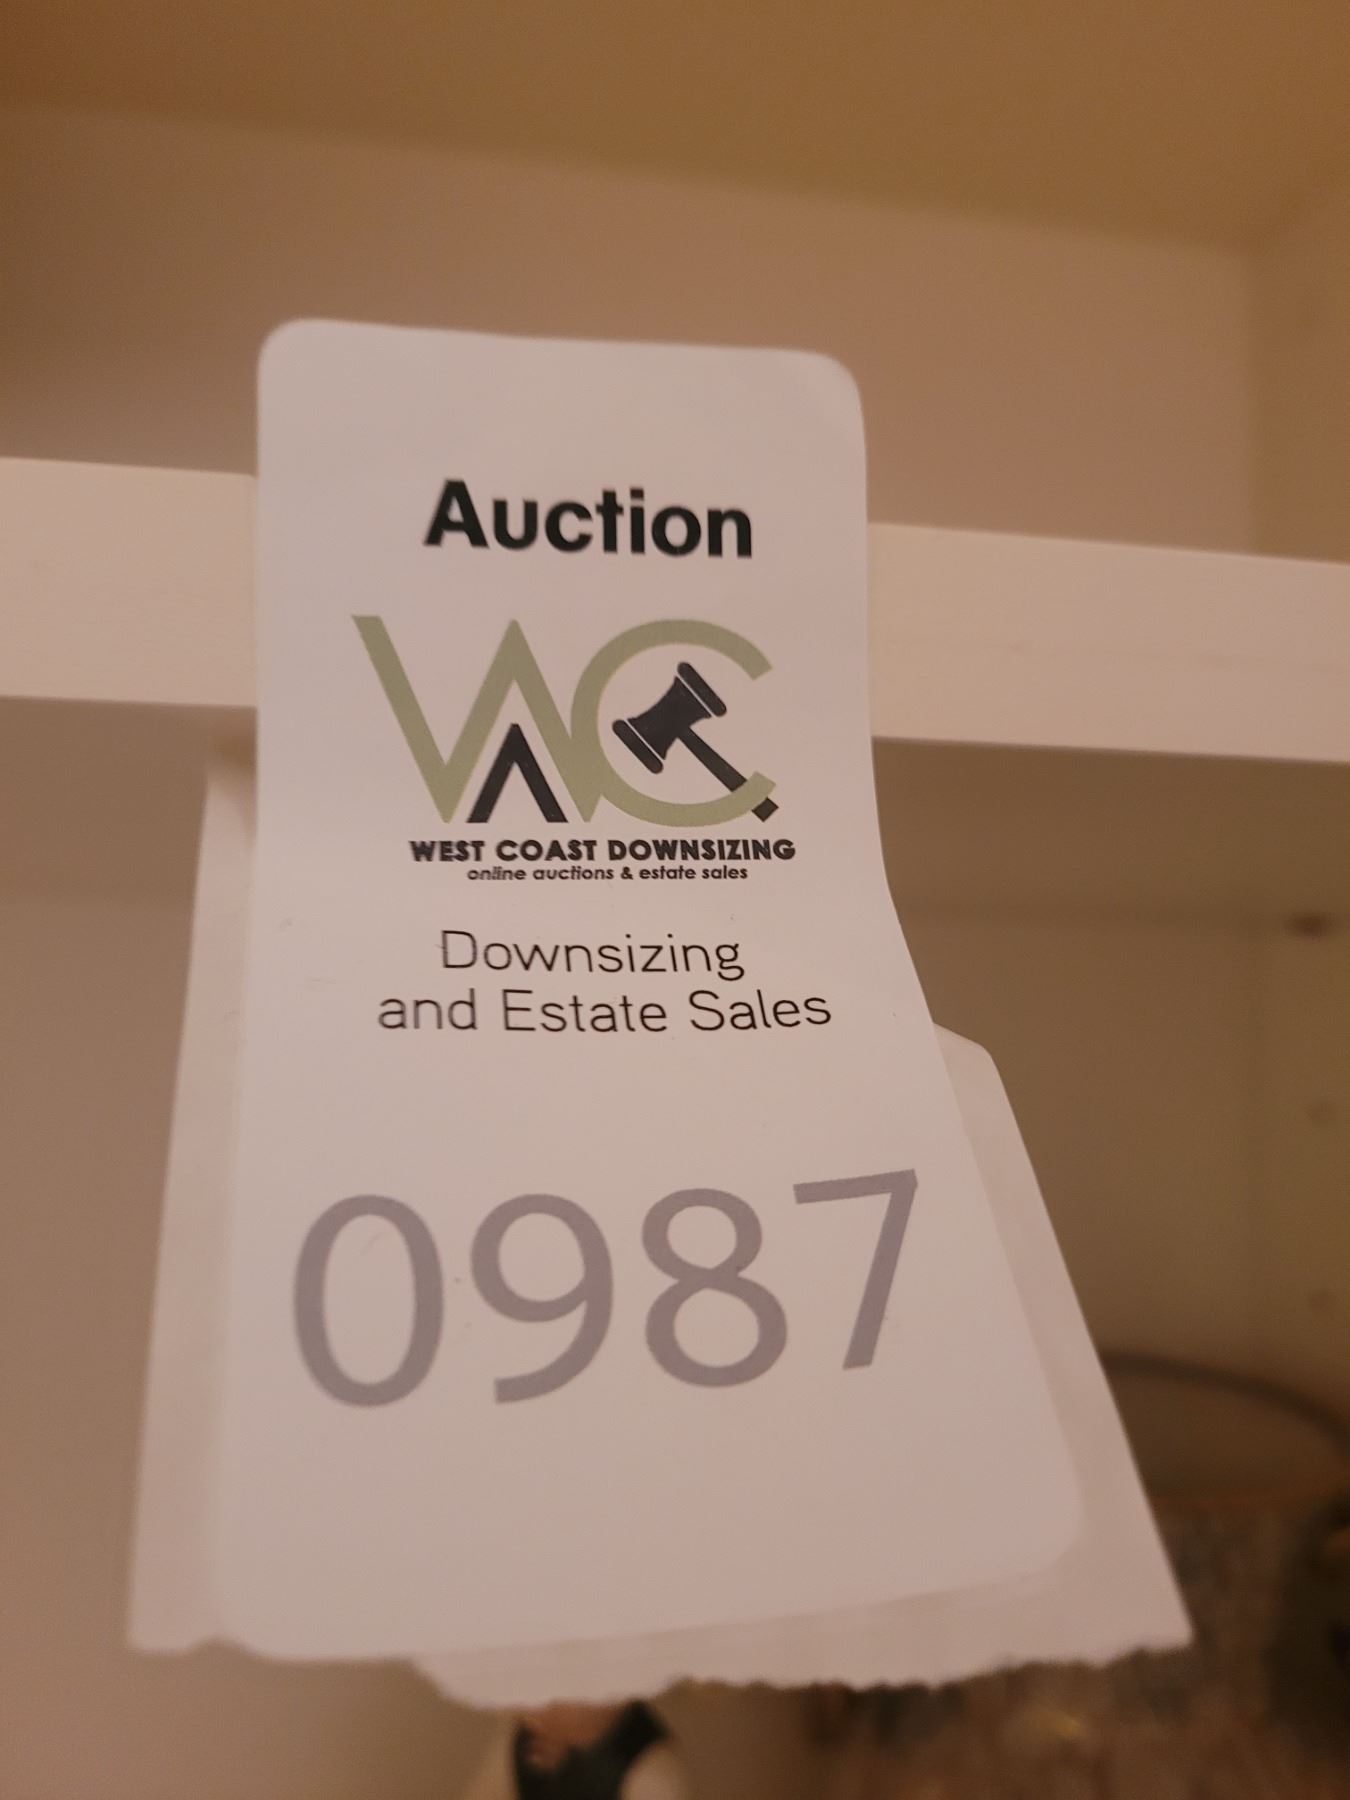 Auction
WC
WEST COAST DOWNSIZING
online auctions & estate sales
Downsizing
and Estate Sales
0987